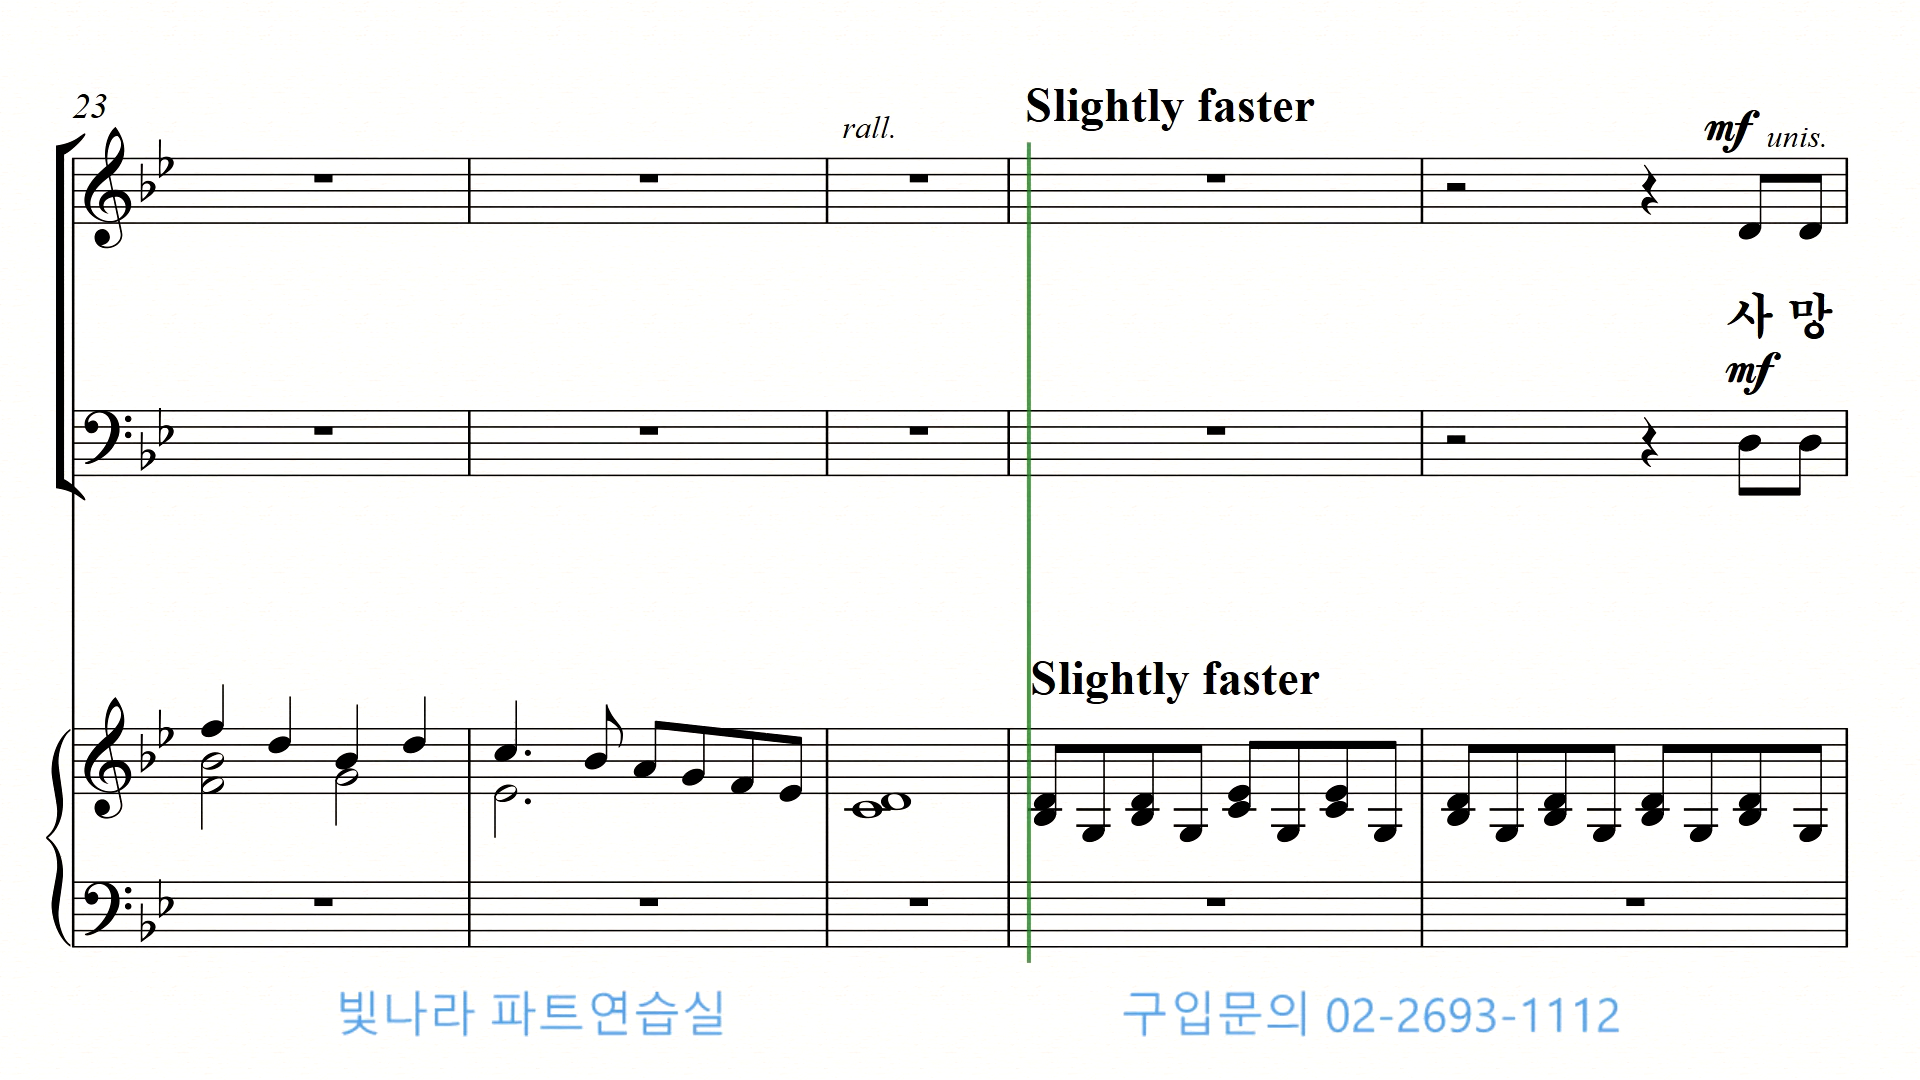 23
rall.
Slightly faster
mf unis.
사 망
mf
Slightly faster
빛나라 파트연습실
구입문의 02-2693-1112